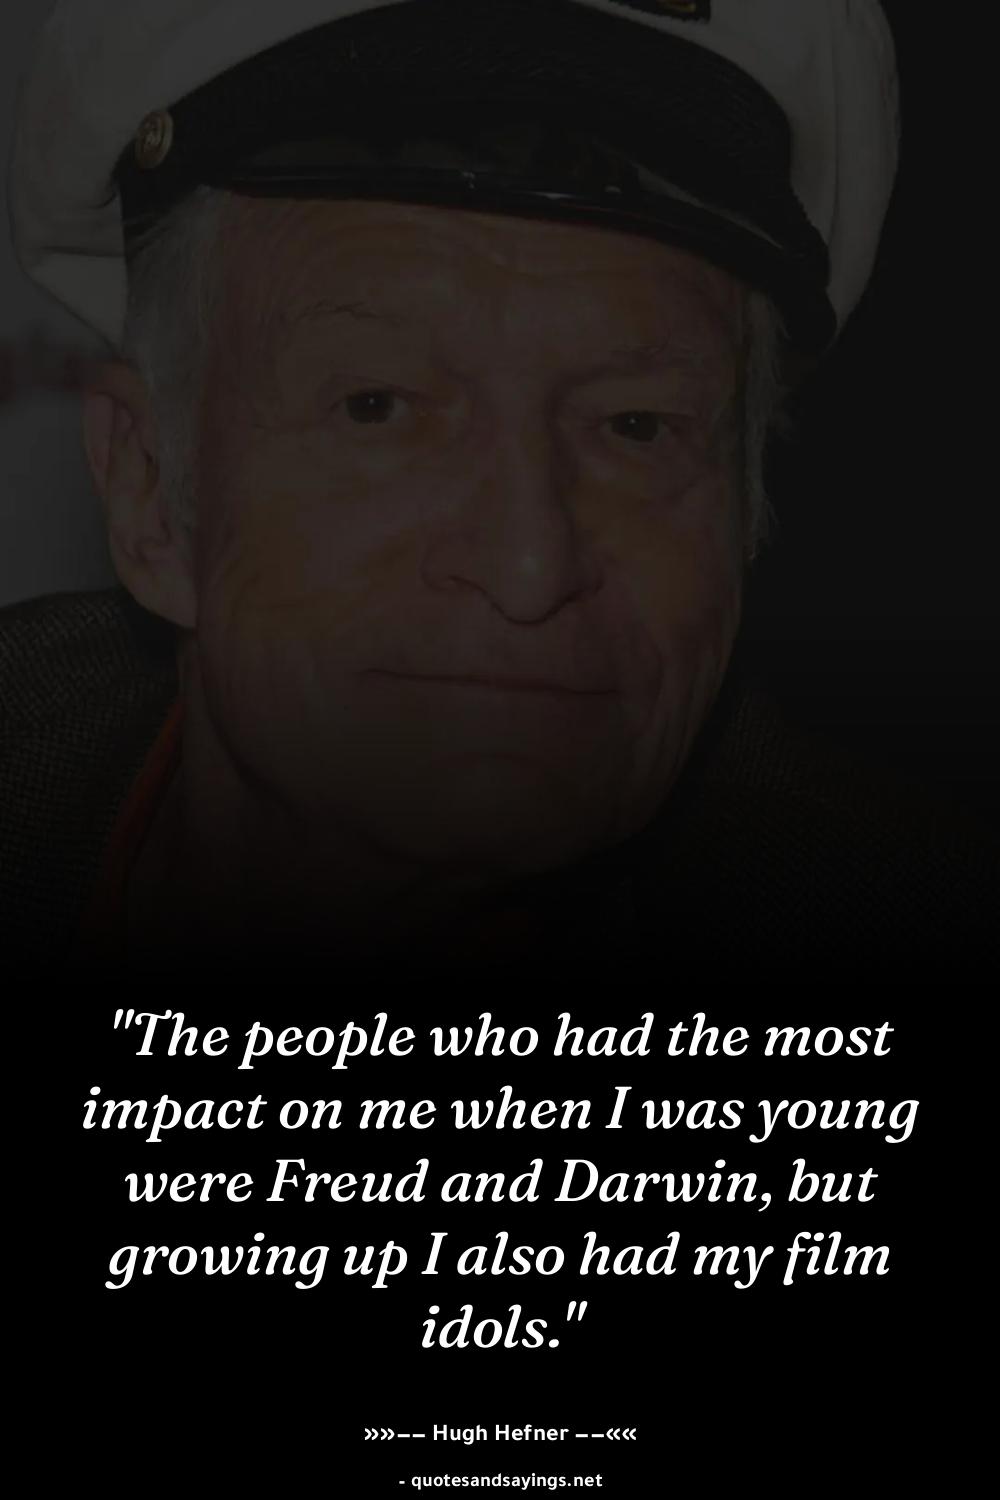 "The people who had the most
impact on me when I was young
were Freud and Darwin, but
growing up I also had my film
idols."
»»–– Hugh Hefner ––««
- quotesandsayings.net